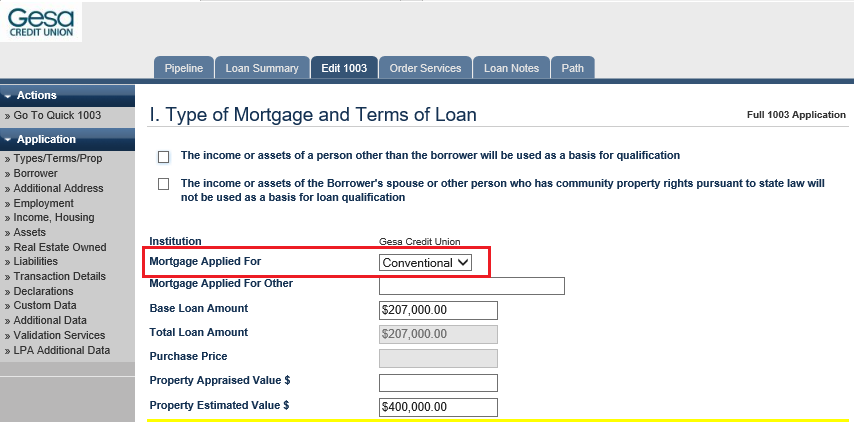 Gesa
CREDIT UNION
Pipeline Loan Summary Edit 1003 Order Services Loan Notes Path
Actions
» Go To Quick 1003
Application
» Types/Terms/Prop
» Borrower
» Additional Address
» Employment
» Income, Housing
» Assets
» Real Estate Owned
» Liabilities
» Transaction Details
» Declarations
» Custom Data
» Additional Data
» Validation Services
» LPA Additional Data
I. Type of Mortgage and Terms of Loan
Full 1003 Application
The income or assets of a person other than the borrower will be used as a basis for qualification
The income or assets of the Borrower's spouse or other person who has community property rights pursuant to state law will
not be used as a basis for loan qualification
Institution Gesa Credit Union
Mortgage Applied For Conventional
Mortgage Applied For Other
Base Loan Amount $207,000.00
Total Loan Amount $207,000.00
Purchase Price
Property Appraised Value $
Property Estimated Value $ $400,000.00